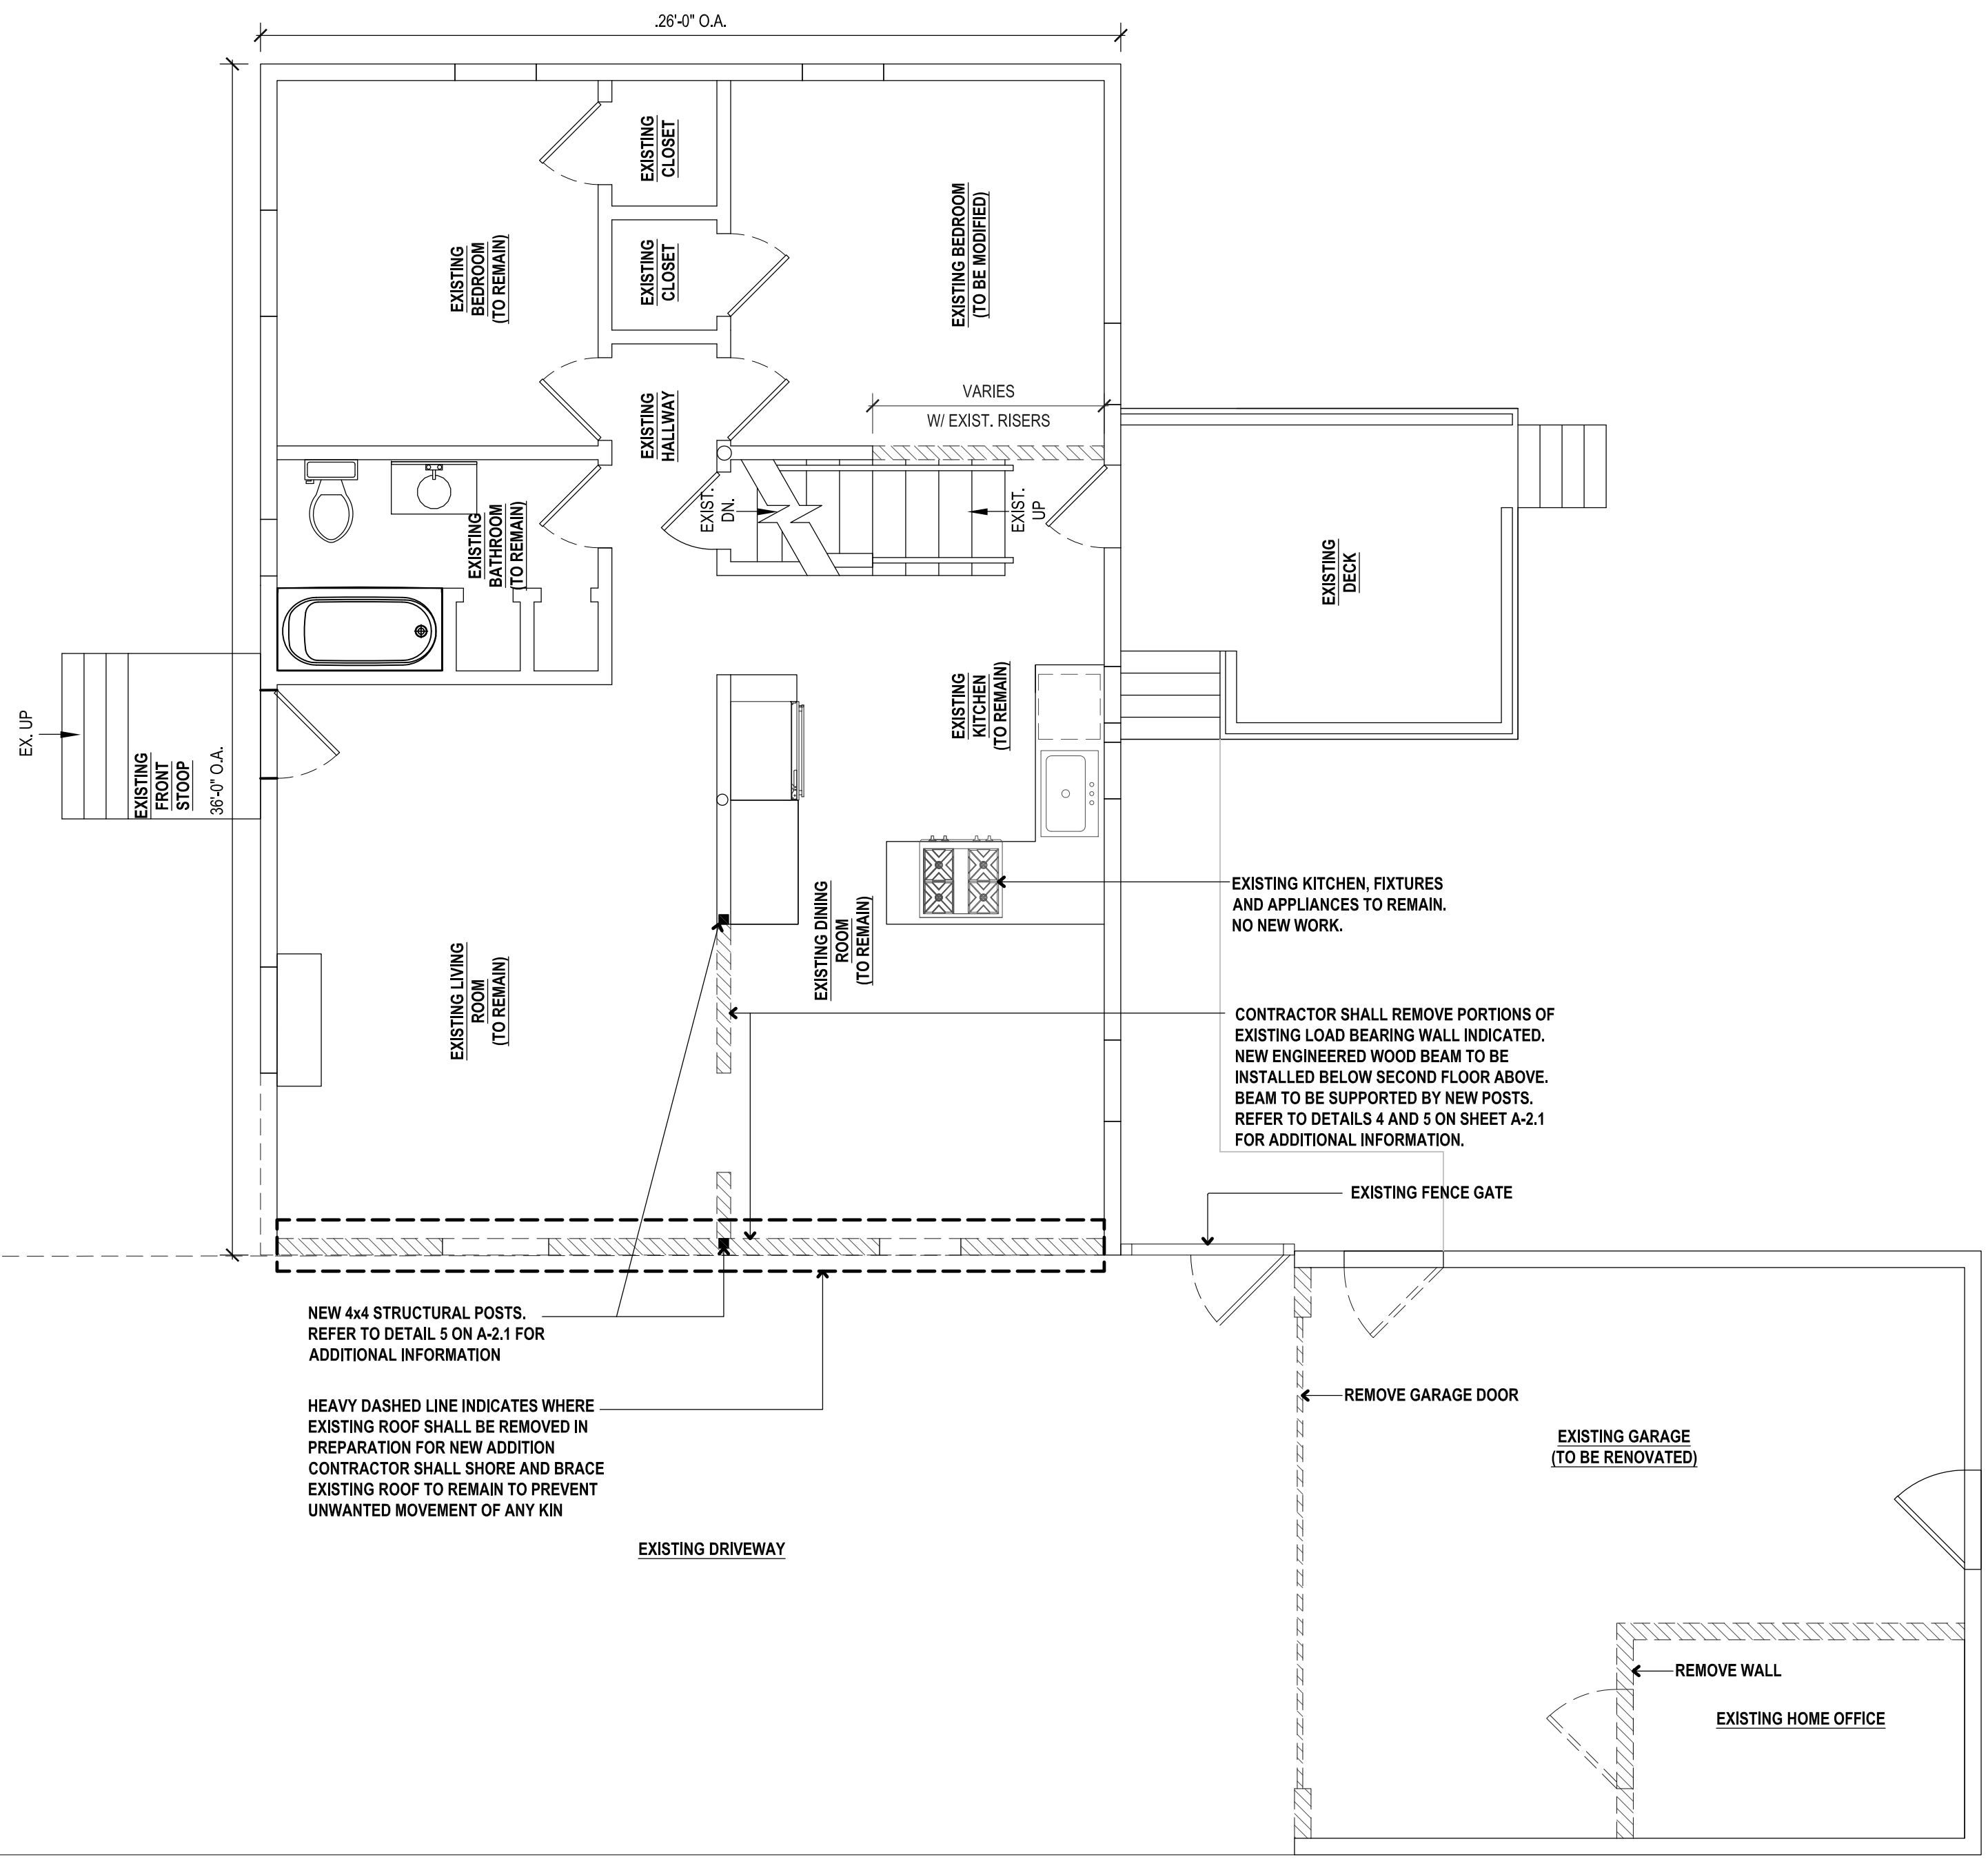 .26'-0" O.A.
EXISTING
CLOSET
EXISTING
CLOSET
EXISTING
BEDROOM
(TO REMAIN)
EXISTING BEDROOM
(TO BE MODIFIED)
VARIES
W/ EXIST. RISERS
EXISTING
HALLWAY
EXIST.
DN.
EXIST.
UP
EXISTING
BATHROOM
(TO REMAIN)
EXISTING
DECK
EX. UP
EXISTING
FRONT
STOOP
36'-0" O.A.
EXISTING
KITCHEN
(TO REMAIN)
EXISTING LIVING
ROOM
(TO REMAIN)
EXISTING DINING
ROOM
(TO REMAIN)
EXISTING KITCHEN, FIXTURES
AND APPLIANCES TO REMAIN.
NO NEW WORK.
CONTRACTOR SHALL REMOVE PORTIONS OF
EXISTING LOAD BEARING WALL INDICATED.
NEW ENGINEERED WOOD BEAM TO BE
INSTALLED BELOW SECOND FLOOR ABOVE.
BEAM TO BE SUPPORTED BY NEW POSTS.
REFER TO DETAILS 4 AND 5 ON SHEET A-2.1
FOR ADDITIONAL INFORMATION.
EXISTING FENCE GATE
NEW 4x4 STRUCTURAL POSTS.
REFER TO DETAIL 5 ON A-2.1 FOR
ADDITIONAL INFORMATION
HEAVY DASHED LINE INDICATES WHERE
EXISTING ROOF SHALL BE REMOVED IN
PREPARATION FOR NEW ADDITION
CONTRACTOR SHALL SHORE AND BRACE
EXISTING ROOF TO REMAIN TO PREVENT
UNWANTED MOVEMENT OF ANY KIN
REMOVE GARAGE DOOR
EXISTING GARAGE
(TO BE RENOVATED)
EXISTING DRIVEWAY
REMOVE WALL
EXISTING HOME OFFICE